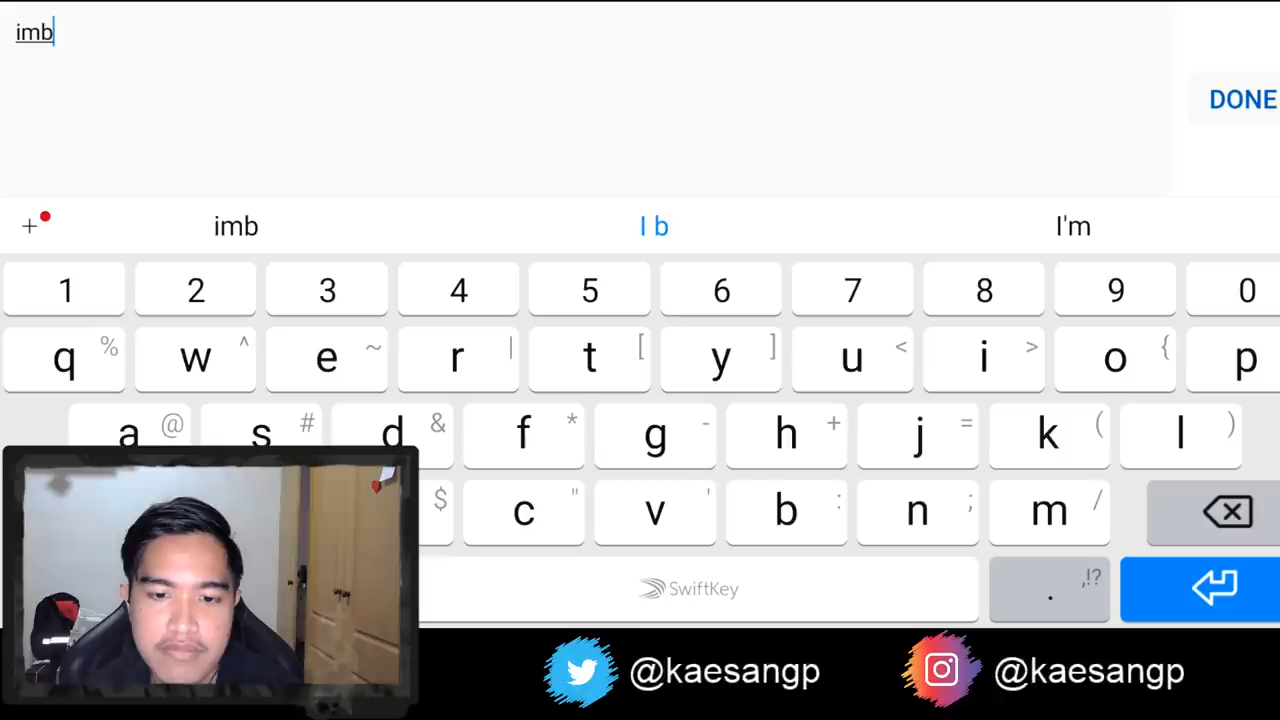 imb
DONE
+ imb I b I'm
1 2 3 4 5 6 7 8 9 0
q % w ^ e ~ r | t [ y ] u < i > o { p
a @ s # d & f * g - h + j = k ( l )
$ c " v ' b : n ; m /
SwiftKey . ,!?
@kaesangp @kaesangp